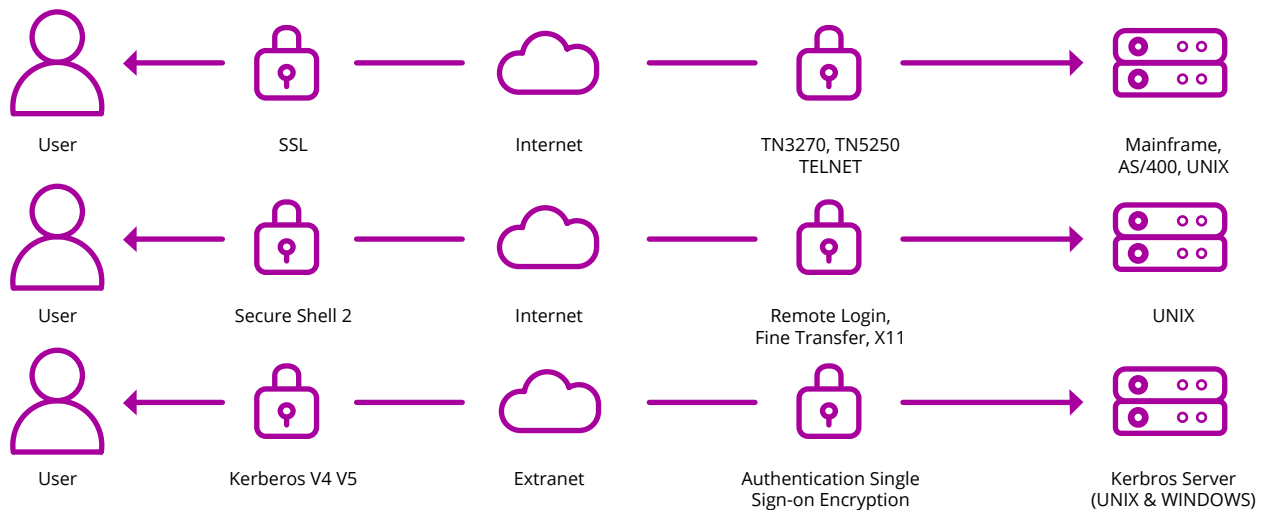 User
SSL
Internet
TN3270, TN5250
TELNET
Mainframe,
AS/400, UNIX
User
Secure Shell 2
Internet
Remote Login,
Fine Transfer, X11
UNIX
User
Kerberos V4 V5
Extranet
Authentication Single
Sign-on Encryption
Kerbros Server
(UNIX & WINDOWS)